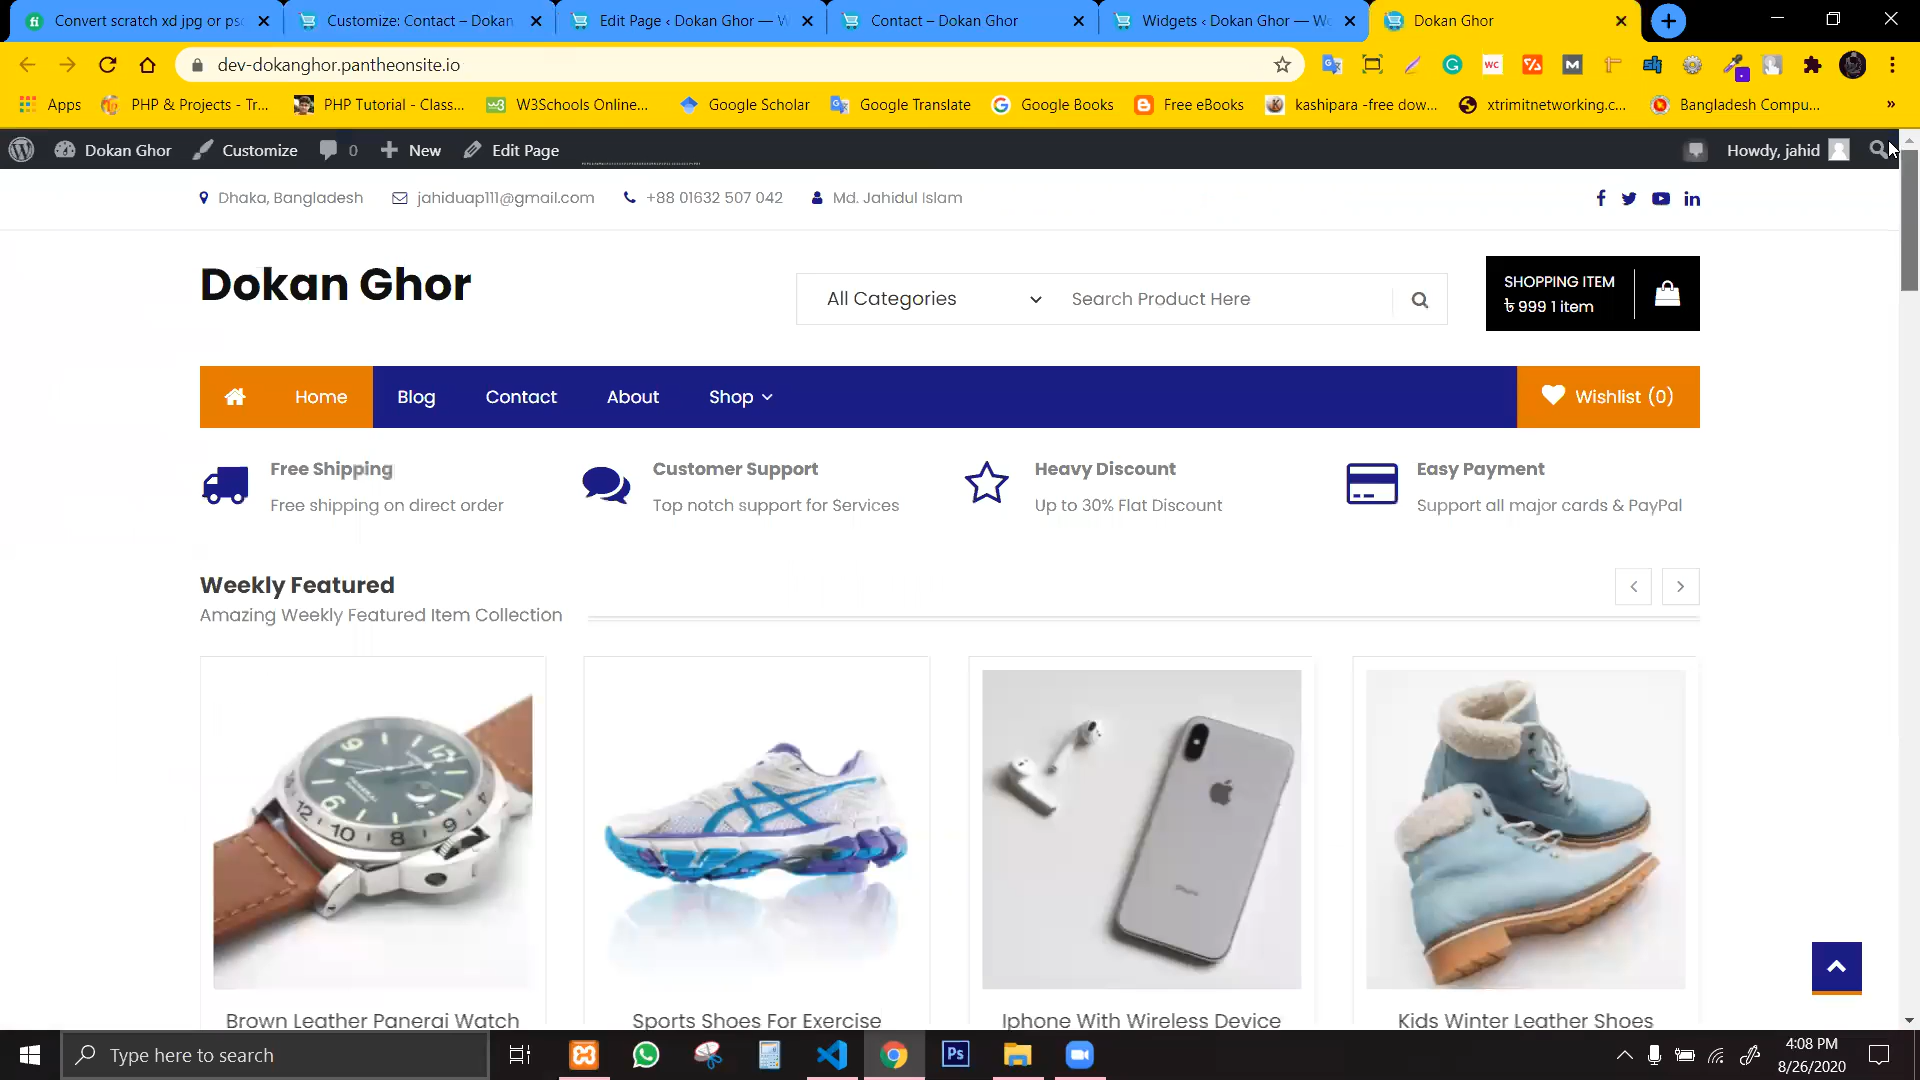 Convert scratch xd jpg or psd
Customize: Contact – Dokan
Edit Page ‹ Dokan Ghor — W
Contact – Dokan Ghor
Widgets ‹ Dokan Ghor — Wo
Dokan Ghor
dev-dokanghor.pantheonsite.io
Apps
PHP & Projects - Tr...
PHP Tutorial - Class...
W3Schools Online...
Google Scholar
Google Translate
Google Books
Free eBooks
kashipara -free dow...
xtrimitnetworking.c...
Bangladesh Compu...
»
Dokan Ghor
Customize
0
New
Edit Page
Howdy, jahid
Dhaka, Bangladesh
jahiduap111@gmail.com
+88 01632 507 042
Md. Jahidul Islam
Dokan Ghor
All Categories
Search Product Here
SHOPPING ITEM
৳ 999 1 item
Home
Blog
Contact
About
Shop
Wishlist (0)
Free Shipping
Free shipping on direct order
Customer Support
Top notch support for Services
Heavy Discount
Up to 30% Flat Discount
Easy Payment
Support all major cards & PayPal
Weekly Featured
Amazing Weekly Featured Item Collection
Brown Leather Panerai Watch
Sports Shoes For Exercise
Iphone With Wireless Device
Kids Winter Leather Shoes
Type here to search
Ps
4:08 PM
8/26/2020